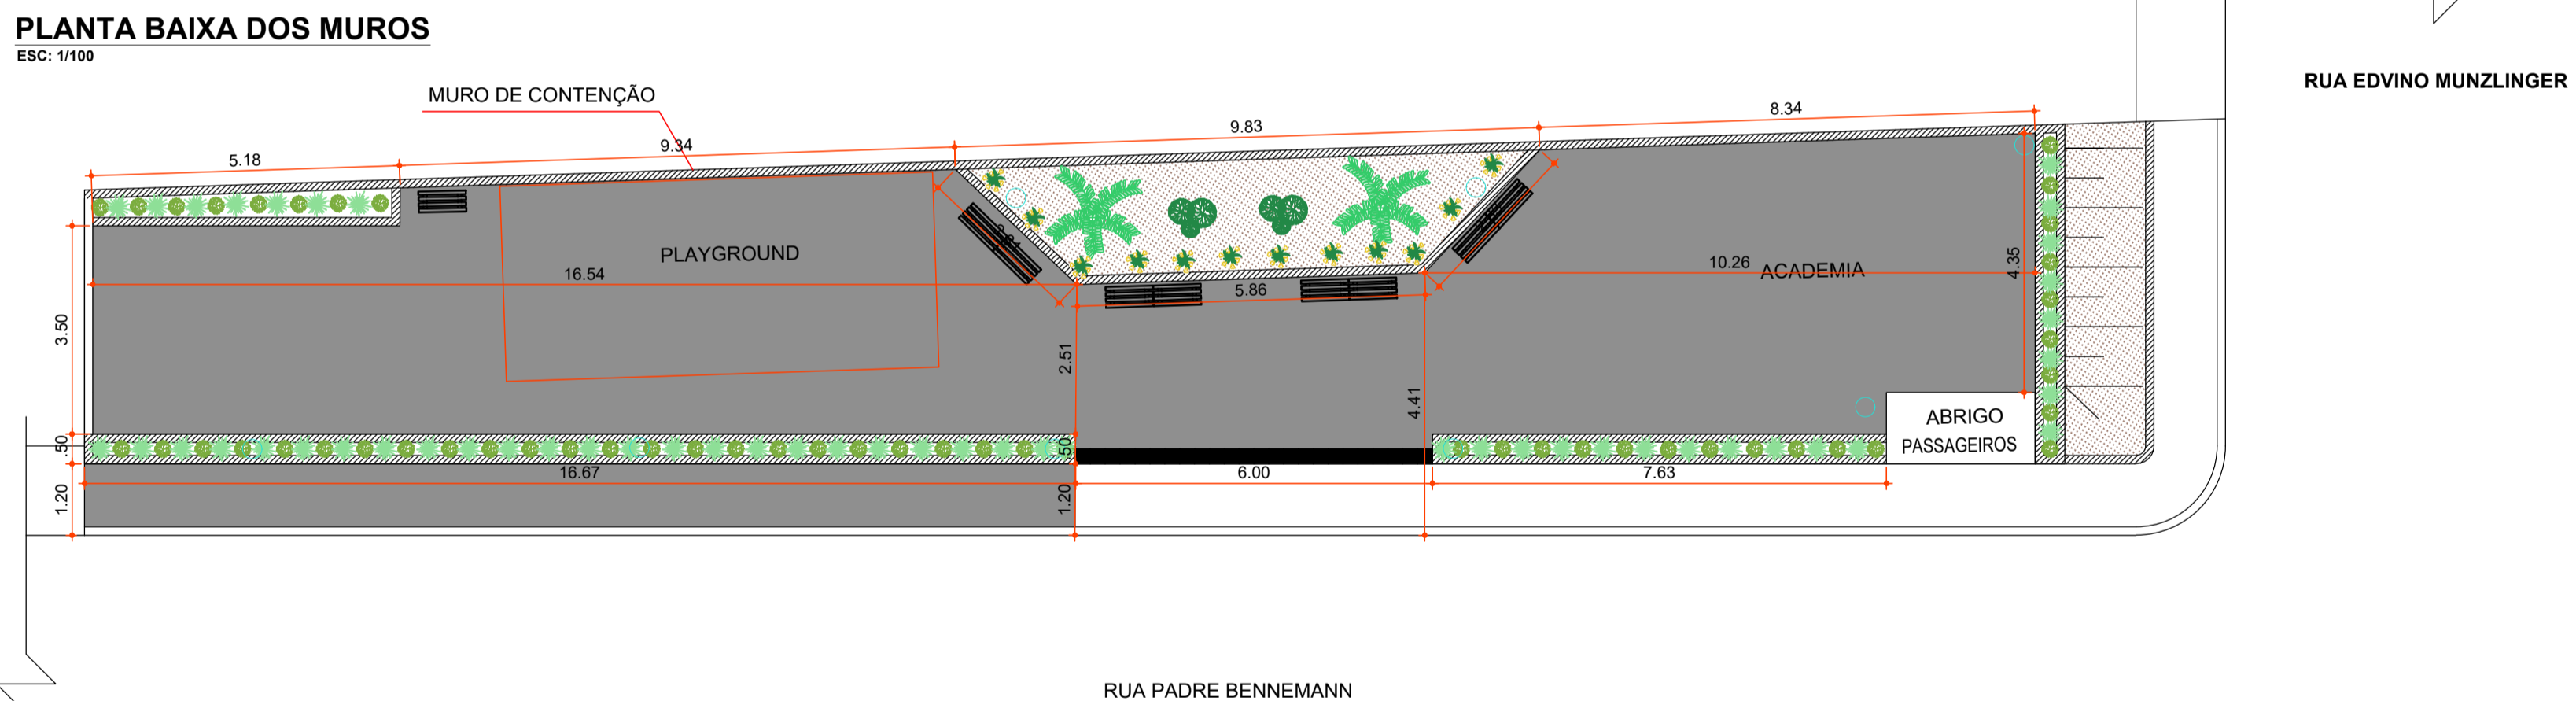 PLANTA BAIXA DOS MUROS
ESC: 1/100
RUA EDVINO MUNZLINGER
MURO DE CONTENÇÃO
8.34
9.83
9.34
5.18
PLAYGROUND
16.54
5.86
10.26
ACADEMIA
4.35
3.50
2.51
4.41
ABRIGO
PASSAGEIROS
.50
.50
16.67
6.00
7.63
1.20
1.20
RUA PADRE BENNEMANN